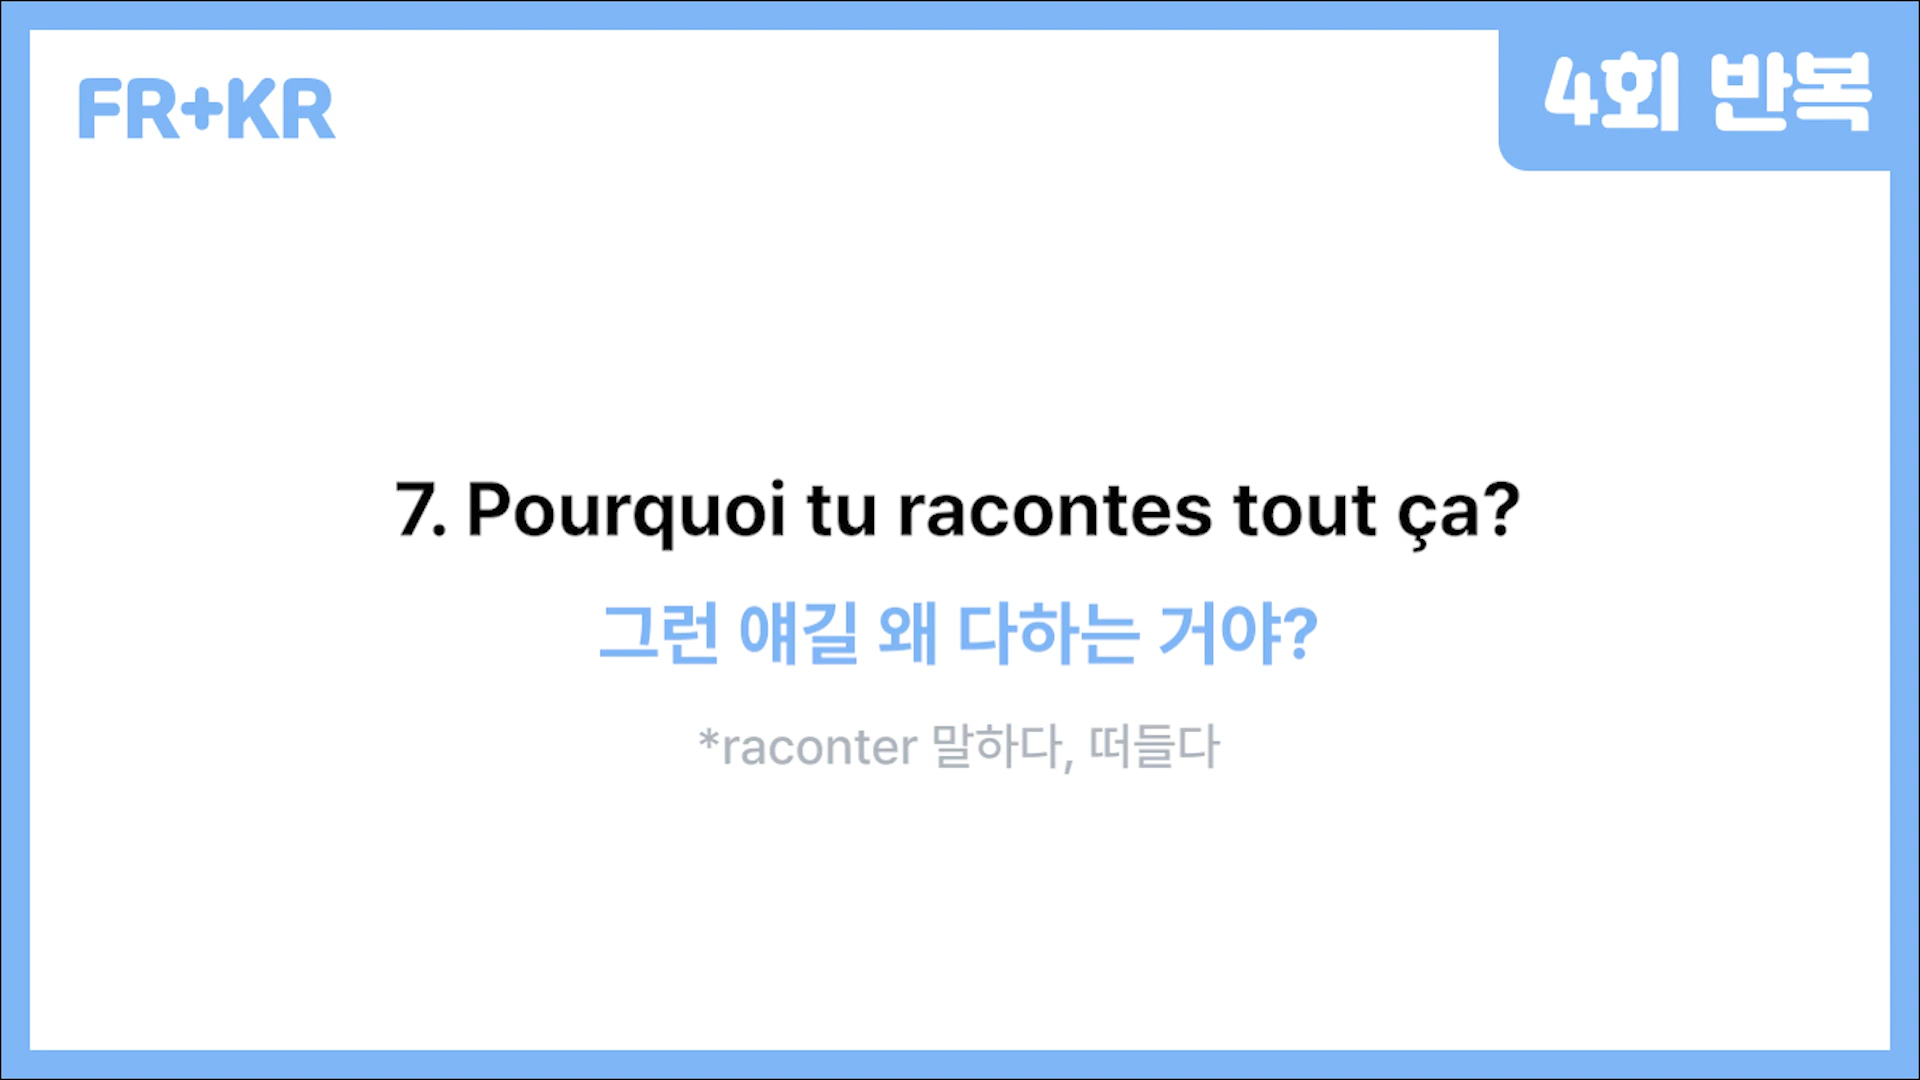 FR+KR
4회 반복
7. Pourquoi tu racontes tout ça?
그런 얘길 왜 다하는 거야?
*raconter 말하다, 떠들다